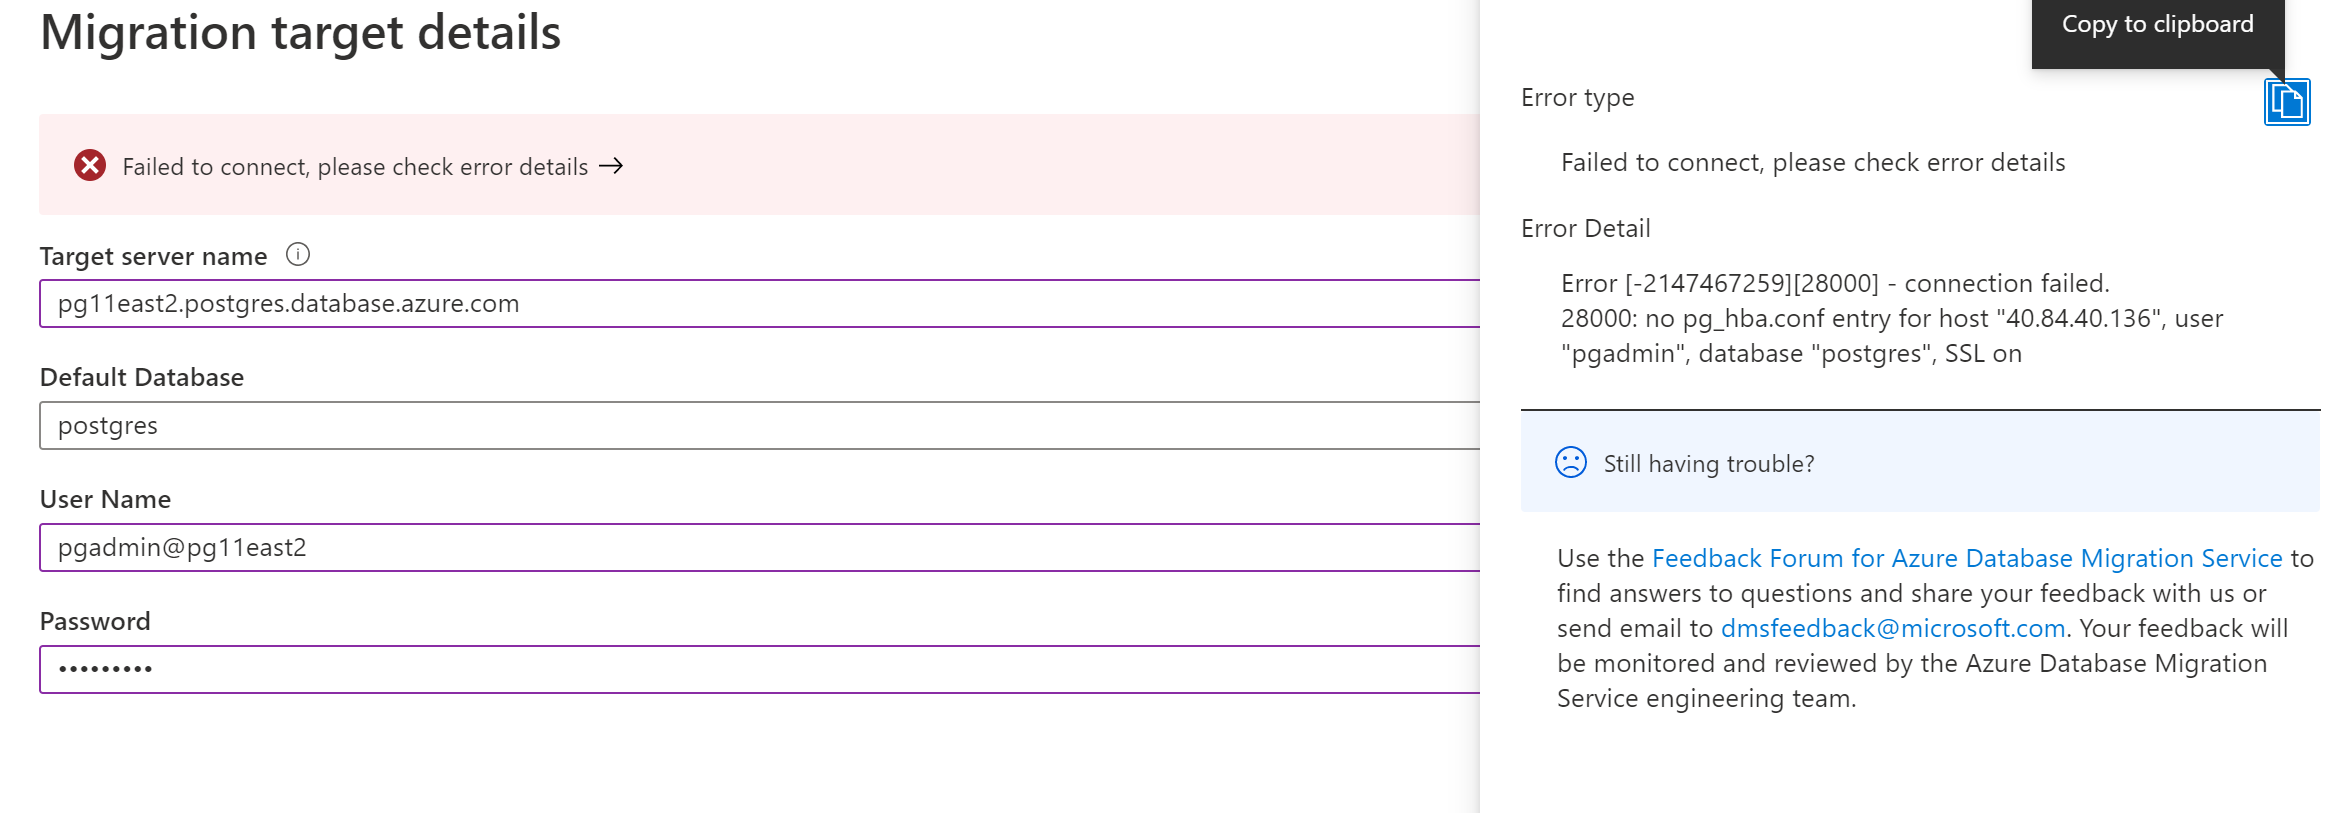 Migration target details
Failed to connect, please check error details →
Target server name
pg11east2.postgres.database.azure.com
Default Database
postgres
User Name
pgadmin@pg11east2
Password
•••••••••
Copy to clipboard
Error type
Failed to connect, please check error details
Error Detail
Error [-2147467259][28000] - connection failed.
28000: no pg_hba.conf entry for host "40.84.40.136", user
"pgadmin", database "postgres", SSL on
Still having trouble?
Use the Feedback Forum for Azure Database Migration Service to
find answers to questions and share your feedback with us or
send email to dmsfeedback@microsoft.com. Your feedback will
be monitored and reviewed by the Azure Database Migration
Service engineering team.